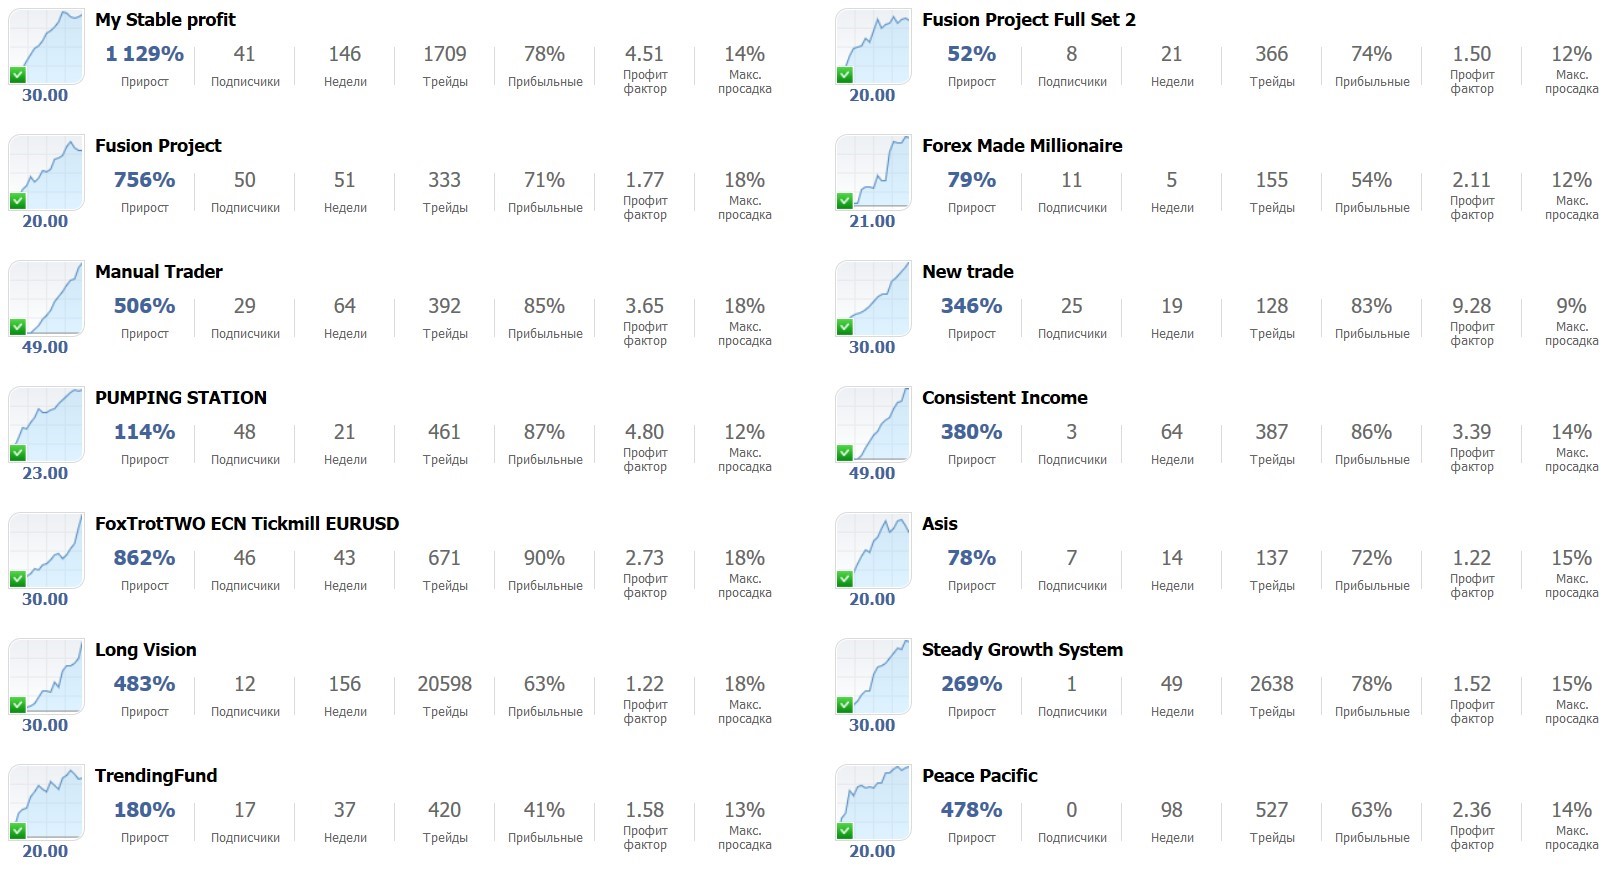 My Stable profit
1 129% 41 146 1709 78% 4.51 14%
Прирост Подписчики Недели Трейды Прибыльные Профит фактор Макс. просадка
30.00
Fusion Project Full Set 2
52% 8 21 366 74% 1.50 12%
Прирост Подписчики Недели Трейды Прибыльные Профит фактор Макс. просадка
20.00
Fusion Project
756% 50 51 333 71% 1.77 18%
Прирост Подписчики Недели Трейды Прибыльные Профит фактор Макс. просадка
20.00
Forex Made Millionaire
79% 11 5 155 54% 2.11 12%
Прирост Подписчики Недели Трейды Прибыльные Профит фактор Макс. просадка
21.00
Manual Trader
506% 29 64 392 85% 3.65 18%
Прирост Подписчики Недели Трейды Прибыльные Профит фактор Макс. просадка
49.00
New trade
346% 25 19 128 83% 9.28 9%
Прирост Подписчики Недели Трейды Прибыльные Профит фактор Макс. просадка
30.00
PUMPING STATION
114% 48 21 461 87% 4.80 12%
Прирост Подписчики Недели Трейды Прибыльные Профит фактор Макс. просадка
23.00
Consistent Income
380% 3 64 387 86% 3.39 14%
Прирост Подписчики Недели Трейды Прибыльные Профит фактор Макс. просадка
49.00
FoxTrotTWO ECN Tickmill EURUSD
862% 46 43 671 90% 2.73 18%
Прирост Подписчики Недели Трейды Прибыльные Профит фактор Макс. просадка
30.00
Asis
78% 7 14 137 72% 1.22 15%
Прирост Подписчики Недели Трейды Прибыльные Профит фактор Макс. просадка
20.00
Long Vision
483% 12 156 20598 63% 1.22 18%
Прирост Подписчики Недели Трейды Прибыльные Профит фактор Макс. просадка
30.00
Steady Growth System
269% 1 49 2638 78% 1.52 15%
Прирост Подписчики Недели Трейды Прибыльные Профит фактор Макс. просадка
30.00
TrendingFund
180% 17 37 420 41% 1.58 13%
Прирост Подписчики Недели Трейды Прибыльные Профит фактор Макс. просадка
20.00
Peace Pacific
478% 0 98 527 63% 2.36 14%
Прирост Подписчики Недели Трейды Прибыльные Профит фактор Макс. просадка
20.00